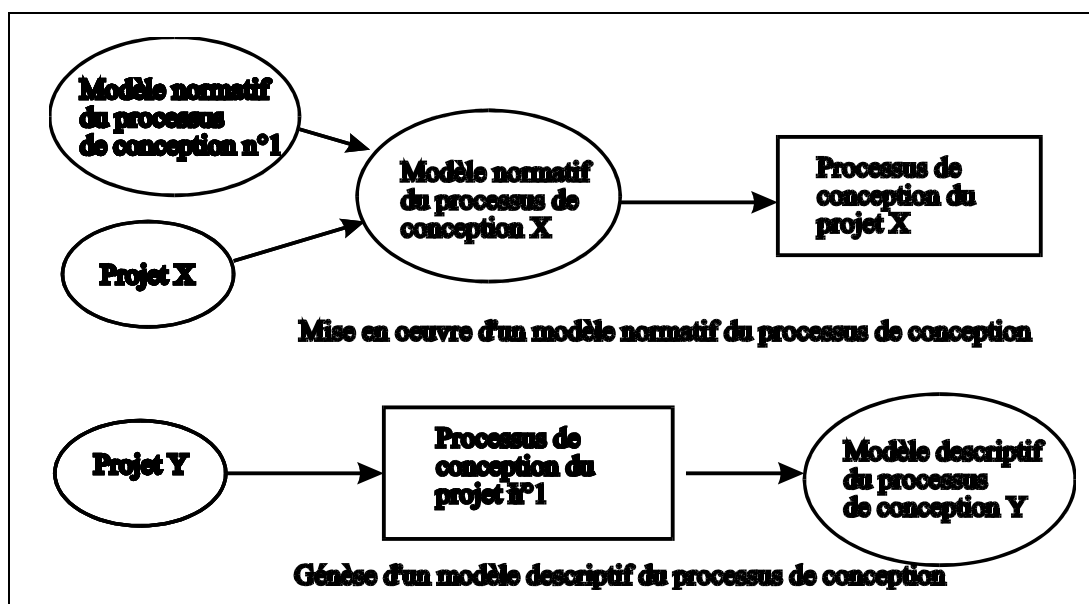 Modèle normatif
du processus
de conception n°1
Projet X
Modèle normatif
du processus de
conception X
Processus de
conception du
projet X
Mise en oeuvre d'un modèle normatif du processus de conception
Projet Y
Processus de
conception du
projet n°1
Modèle descriptif
du processus
de conception Y
Génèse d'un modèle descriptif du processus de conception